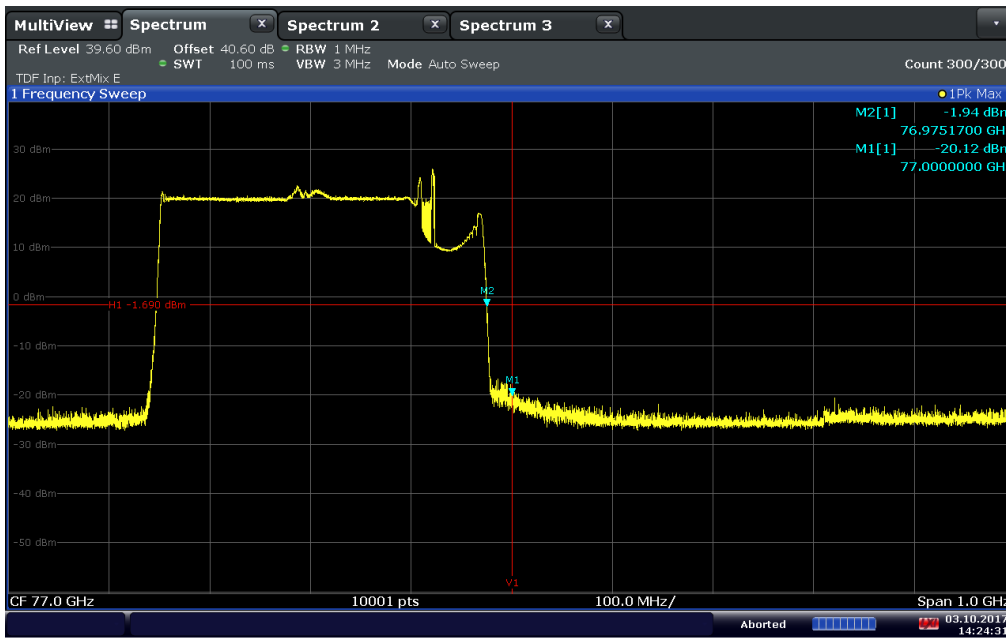 MultiView Spectrum X Spectrum 2 X Spectrum 3 X
Ref Level 39.60 dBm Offset 40.60 dB RBW 1 MHz
SWT 100 ms VBW 3 MHz Mode Auto Sweep Count 300/300
TDF Inp: ExtMix E
1 Frequency Sweep 1Pk Max
M2[1] -1.94 dBm
76.9751700 GH
M1[1] -20.12 dBm
77.0000000 GH
30 dBm
20 dBm
10 dBm
0 dBm
M2
H1 -1.690 dBm
-10 dBm
-20 dBm
M1
-30 dBm
-40 dBm
-50 dBm
V1
CF 77.0 GHz 10001 pts 100.0 MHz/ Span 1.0 GHz
Aborted 03.10.2017
14:24:31